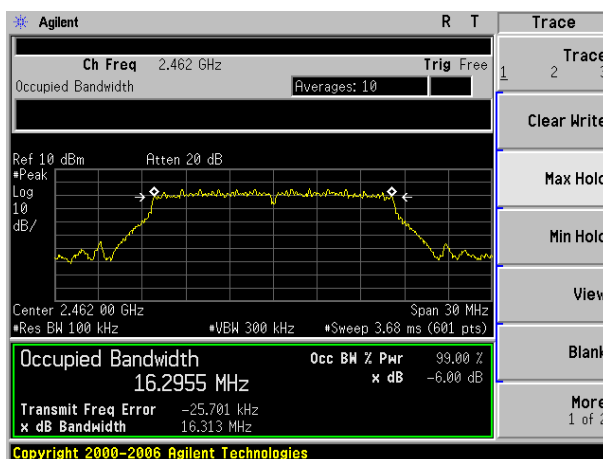 Agilent R T Trace
Ch Freq 2.462 GHz Trig Free
Occupied Bandwidth Averages: 10
Trace
1 2 3
Clear Write
Max Hold
Min Hold
View
Blank
More
1 of 2
Ref 10 dBm Atten 20 dB
#Peak
Log
10
dB/
Center 2.462 00 GHz Span 30 MHz
#Res BW 100 kHz #VBW 300 kHz #Sweep 3.68 ms (601 pts)
Occupied Bandwidth Occ BW % Pwr 99.00 %
16.2955 MHz x dB -6.00 dB
Transmit Freq Error -25.701 kHz
x dB Bandwidth 16.313 MHz
Copyright 2000-2006 Agilent Technologies